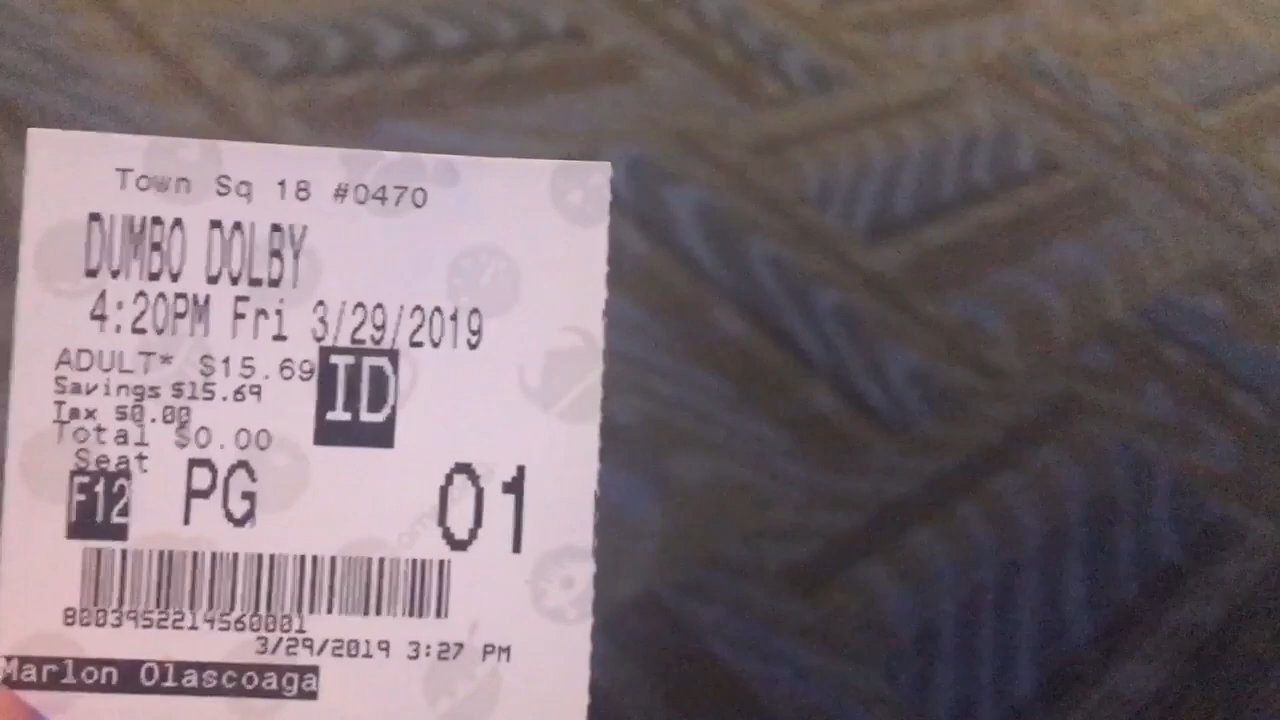 Town Sq 18 #0470
DUMBO DOLBY
4:20PM Fri 3/29/2019
ADULT* $15.69 ID
Savings $15.69
Tax $0.00
Total $0.00
Seat
F12 PG 01
8003952214560001
3/29/2019 3:27 PM
Marlon Olascoaga